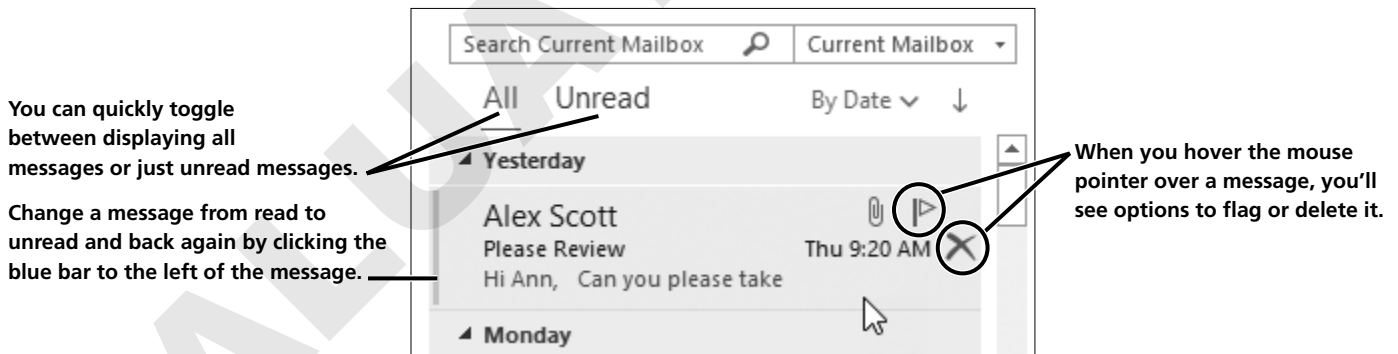 Search Current Mailbox Current Mailbox
All Unread By Date
Yesterday
Alex Scott
Please Review Thu 9:20 AM
Hi Ann, Can you please take
Monday
You can quickly toggle
between displaying all
messages or just unread messages.
Change a message from read to
unread and back again by clicking the
blue bar to the left of the message.
When you hover the mouse
pointer over a message, you’ll
see options to flag or delete it.